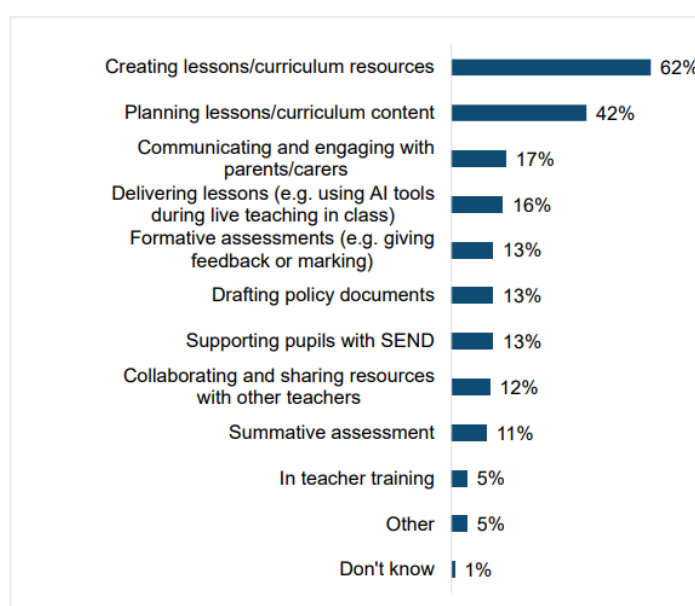 Creating lessons/curriculum resources 62%
Planning lessons/curriculum content 42%
Communicating and engaging with
parents/carers 17%
Delivering lessons (e.g. using AI tools
during live teaching in class) 16%
Formative assessments (e.g. giving
feedback or marking) 13%
Drafting policy documents 13%
Supporting pupils with SEND 13%
Collaborating and sharing resources
with other teachers 12%
Summative assessment 11%
In teacher training 5%
Other 5%
Don't know 1%